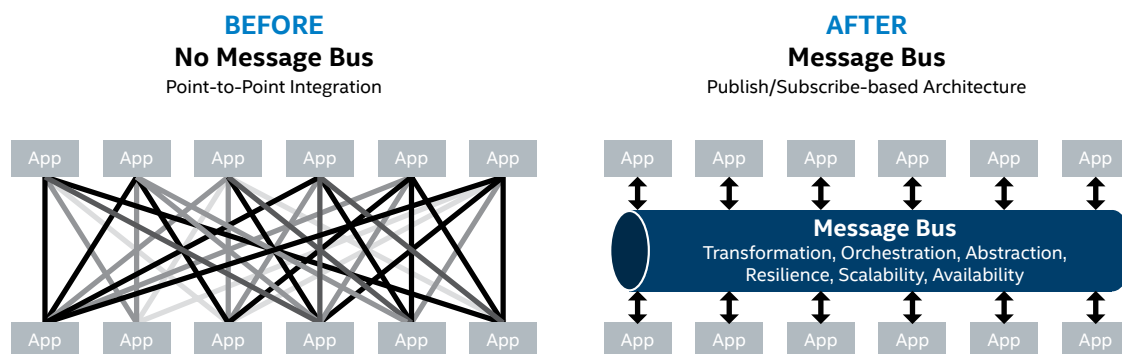 BEFORE
No Message Bus
Point-to-Point Integration
App App App App App App
App App App App App App
AFTER
Message Bus
Publish/Subscribe-based Architecture
App App App App App App
Message Bus
Transformation, Orchestration, Abstraction,
Resilience, Scalability, Availability
App App App App App App